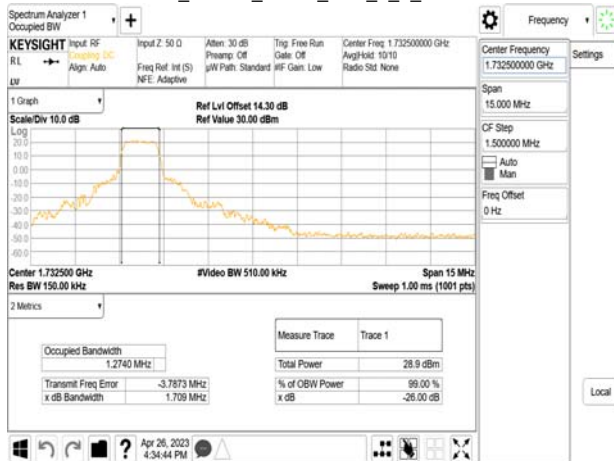 Spectrum Analyzer 1
Occupied BW
+
Frequency
KEYSIGHT
Input: RF
Coupling: DC
Align: Auto
Input Z: 50 Ω
Freq Ref: Int (S)
NFE: Adaptive
Atten: 30 dB
Preamp: Off
µW Path: Standard
Trig: Free Run
Gate: Off
#IF Gain: Low
Center Freq: 1.732500000 GHz
Avg|Hold: 10/10
Radio Std: None
RL
Center Frequency
1.732500000 GHz
Settings
Span
15.000 MHz
CF Step
1.500000 MHz
Auto
Man
Freq Offset
0 Hz
Local
1 Graph
Scale/Div 10.0 dB
Ref Lvl Offset 14.30 dB
Ref Value 30.00 dBm
Log
20.0
10.0
0.00
-10.0
-20.0
-30.0
-40.0
-50.0
-60.0
Center 1.732500 GHz
#Video BW 510.00 kHz
Span 15 MHz
Res BW 150.00 kHz
Sweep 1.00 ms (1001 pts)
2 Metrics
Measure Trace Trace 1
Occupied Bandwidth
1.2740 MHz
Total Power 28.9 dBm
Transmit Freq Error -3.7873 MHz
% of OBW Power 99.00 %
x dB Bandwidth 1.709 MHz
x dB -26.00 dB
?
Apr 26, 2023
4:34:44 PM